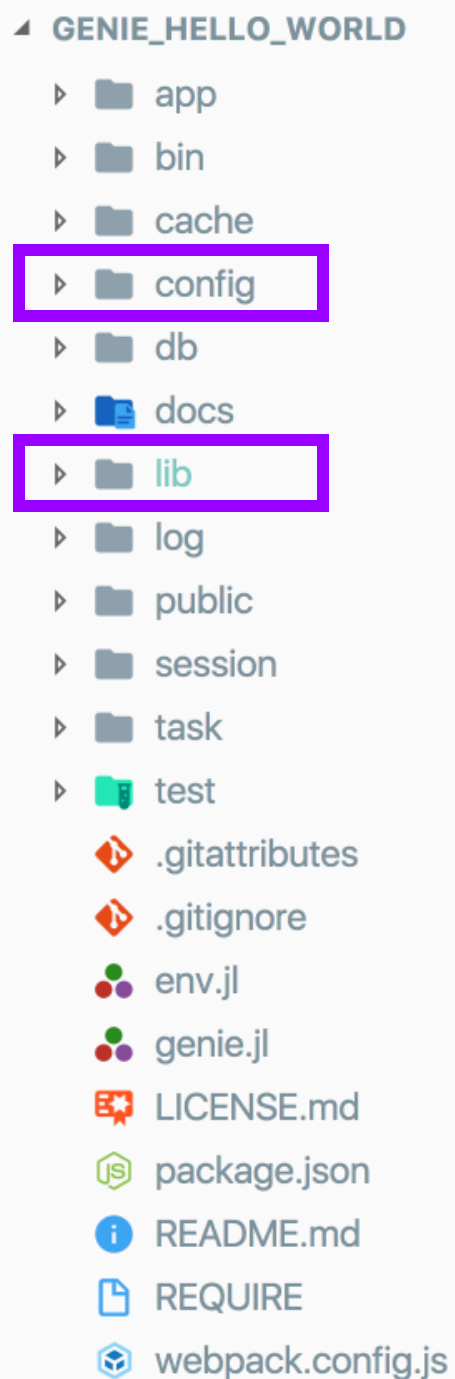 GENIE_HELLO_WORLD
app
bin
cache
config
db
docs
lib
log
public
session
task
test
.gitattributes
.gitignore
env.jl
genie.jl
LICENSE.md
package.json
README.md
REQUIRE
webpack.config.js